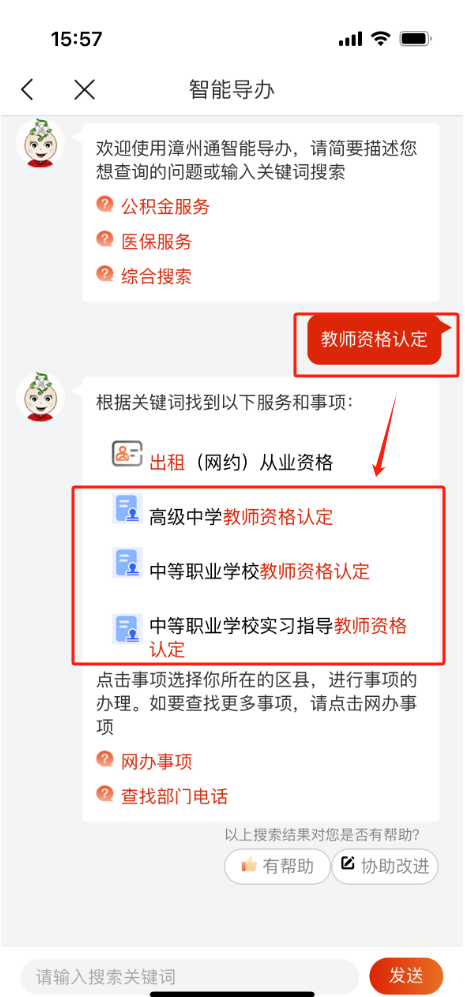 15:57
智能导办
欢迎使用漳州通智能导办，请简要描述您
想查询的问题或输入关键词搜索
公积金服务
医保服务
综合搜索
教师资格认定
根据关键词找到以下服务和事项：
出租（网约）从业资格
高级中学教师资格认定
中等职业学校教师资格认定
中等职业学校实习指导教师资格
认定
点击事项选择你所在的区县，进行事项的
办理。如要查找更多事项，请点击网办事
项
网办事项
查找部门电话
以上搜索结果对您是否有帮助?
有帮助
协助改进
请输入搜索关键词
发送